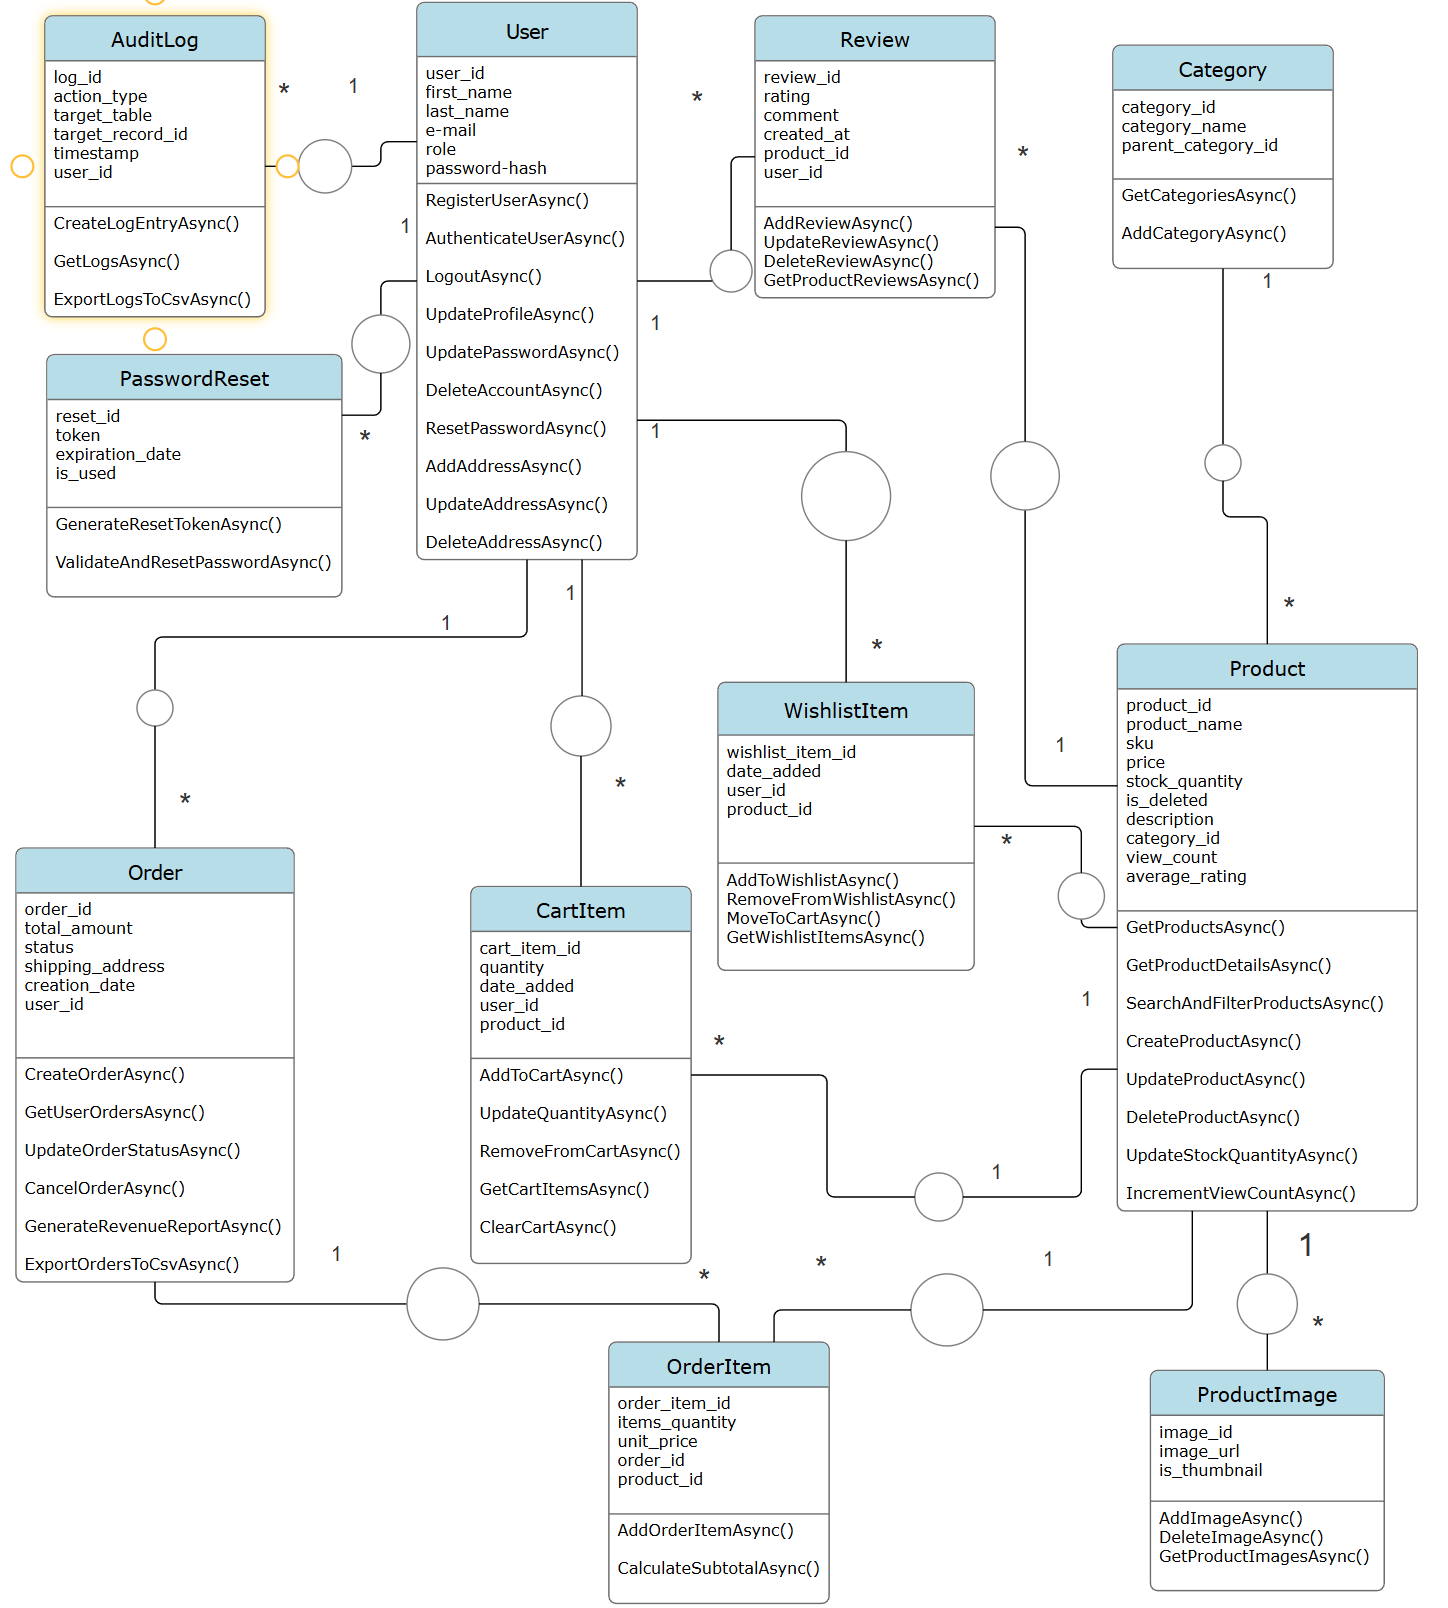 AuditLog
log_id
action_type
target_table
target_record_id
timestamp
user_id
CreateLogEntryAsync()
GetLogsAsync()
ExportLogsToCsvAsync()
*
1
User
user_id
first_name
last_name
e-mail
role
password-hash
RegisterUserAsync()
AuthenticateUserAsync()
LogoutAsync()
UpdateProfileAsync()
UpdatePasswordAsync()
DeleteAccountAsync()
ResetPasswordAsync()
AddAddressAsync()
UpdateAddressAsync()
DeleteAddressAsync()
*
1
Review
review_id
rating
comment
created_at
product_id
user_id
AddReviewAsync()
UpdateReviewAsync()
DeleteReviewAsync()
GetProductReviewsAsync()
*
1
Category
category_id
category_name
parent_category_id
GetCategoriesAsync()
AddCategoryAsync()
1
*
1
*
PasswordReset
reset_id
token
expiration_date
is_used
GenerateResetTokenAsync()
ValidateAndResetPasswordAsync()
1
*
1
*
1
*
WishlistItem
wishlist_item_id
date_added
user_id
product_id
AddToWishlistAsync()
RemoveFromWishlistAsync()
MoveToCartAsync()
GetWishlistItemsAsync()
*
1
Product
product_id
product_name
sku
price
stock_quantity
is_deleted
description
category_id
view_count
average_rating
GetProductsAsync()
GetProductDetailsAsync()
SearchAndFilterProductsAsync()
CreateProductAsync()
UpdateProductAsync()
DeleteProductAsync()
UpdateStockQuantityAsync()
IncrementViewCountAsync()
Order
order_id
total_amount
status
shipping_address
creation_date
user_id
CreateOrderAsync()
GetUserOrdersAsync()
UpdateOrderStatusAsync()
CancelOrderAsync()
GenerateRevenueReportAsync()
ExportOrdersToCsvAsync()
CartItem
cart_item_id
quantity
date_added
user_id
product_id
AddToCartAsync()
UpdateQuantityAsync()
RemoveFromCartAsync()
GetCartItemsAsync()
ClearCartAsync()
*
1
1
*
*
1
1
*
OrderItem
order_item_id
items_quantity
unit_price
order_id
product_id
AddOrderItemAsync()
CalculateSubtotalAsync()
ProductImage
image_id
image_url
is_thumbnail
AddImageAsync()
DeleteImageAsync()
GetProductImagesAsync()